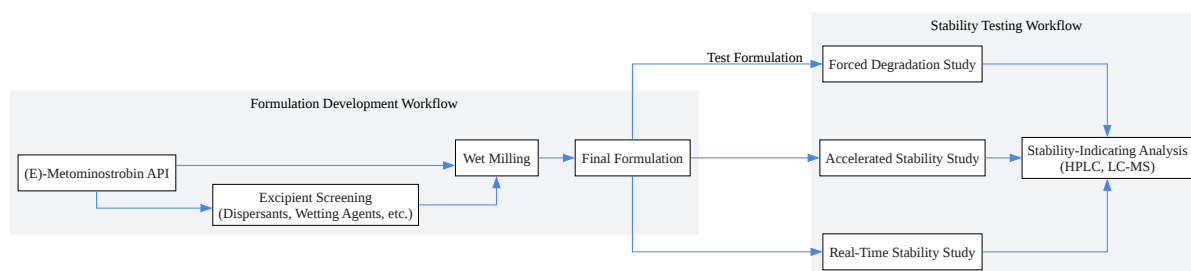 Stability Testing Workflow
Test Formulation
Forced Degradation Study
Formulation Development Workflow
(E)-Metominostrobin API
Wet Milling
Final Formulation
Accelerated Stability Study
Stability-Indicating Analysis
(HPLC, LC-MS)
Excipient Screening
(Dispersants, Wetting Agents, etc.)
Real-Time Stability Study